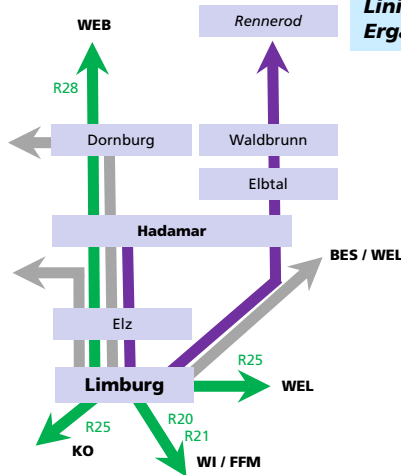 WEB
Rennerod
Lini
Ergä
R28
Dornburg
Waldbrunn
Elbtal
Hadamar
BES / WEL
Elz
Limburg
R25
WEL
R25
R20
R21
KO
WI / FFM